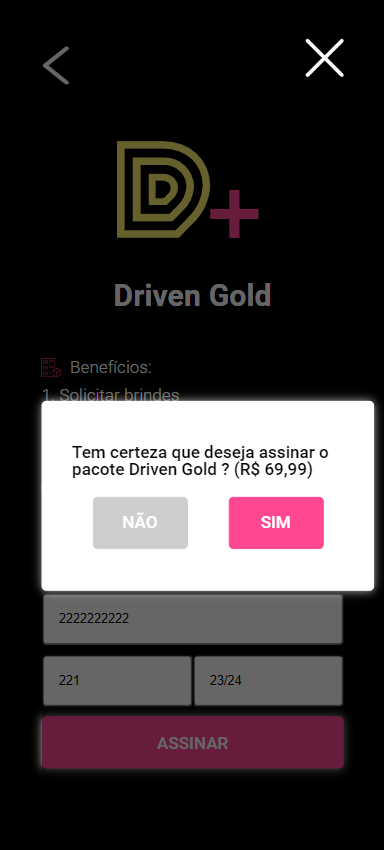 D+
Driven Gold
Benefícios:
1. Solicitar brindes
Tem certeza que deseja assinar o
pacote Driven Gold ? (R$ 69,99)
NÃO SIM
2222222222
221 23/24
ASSINAR